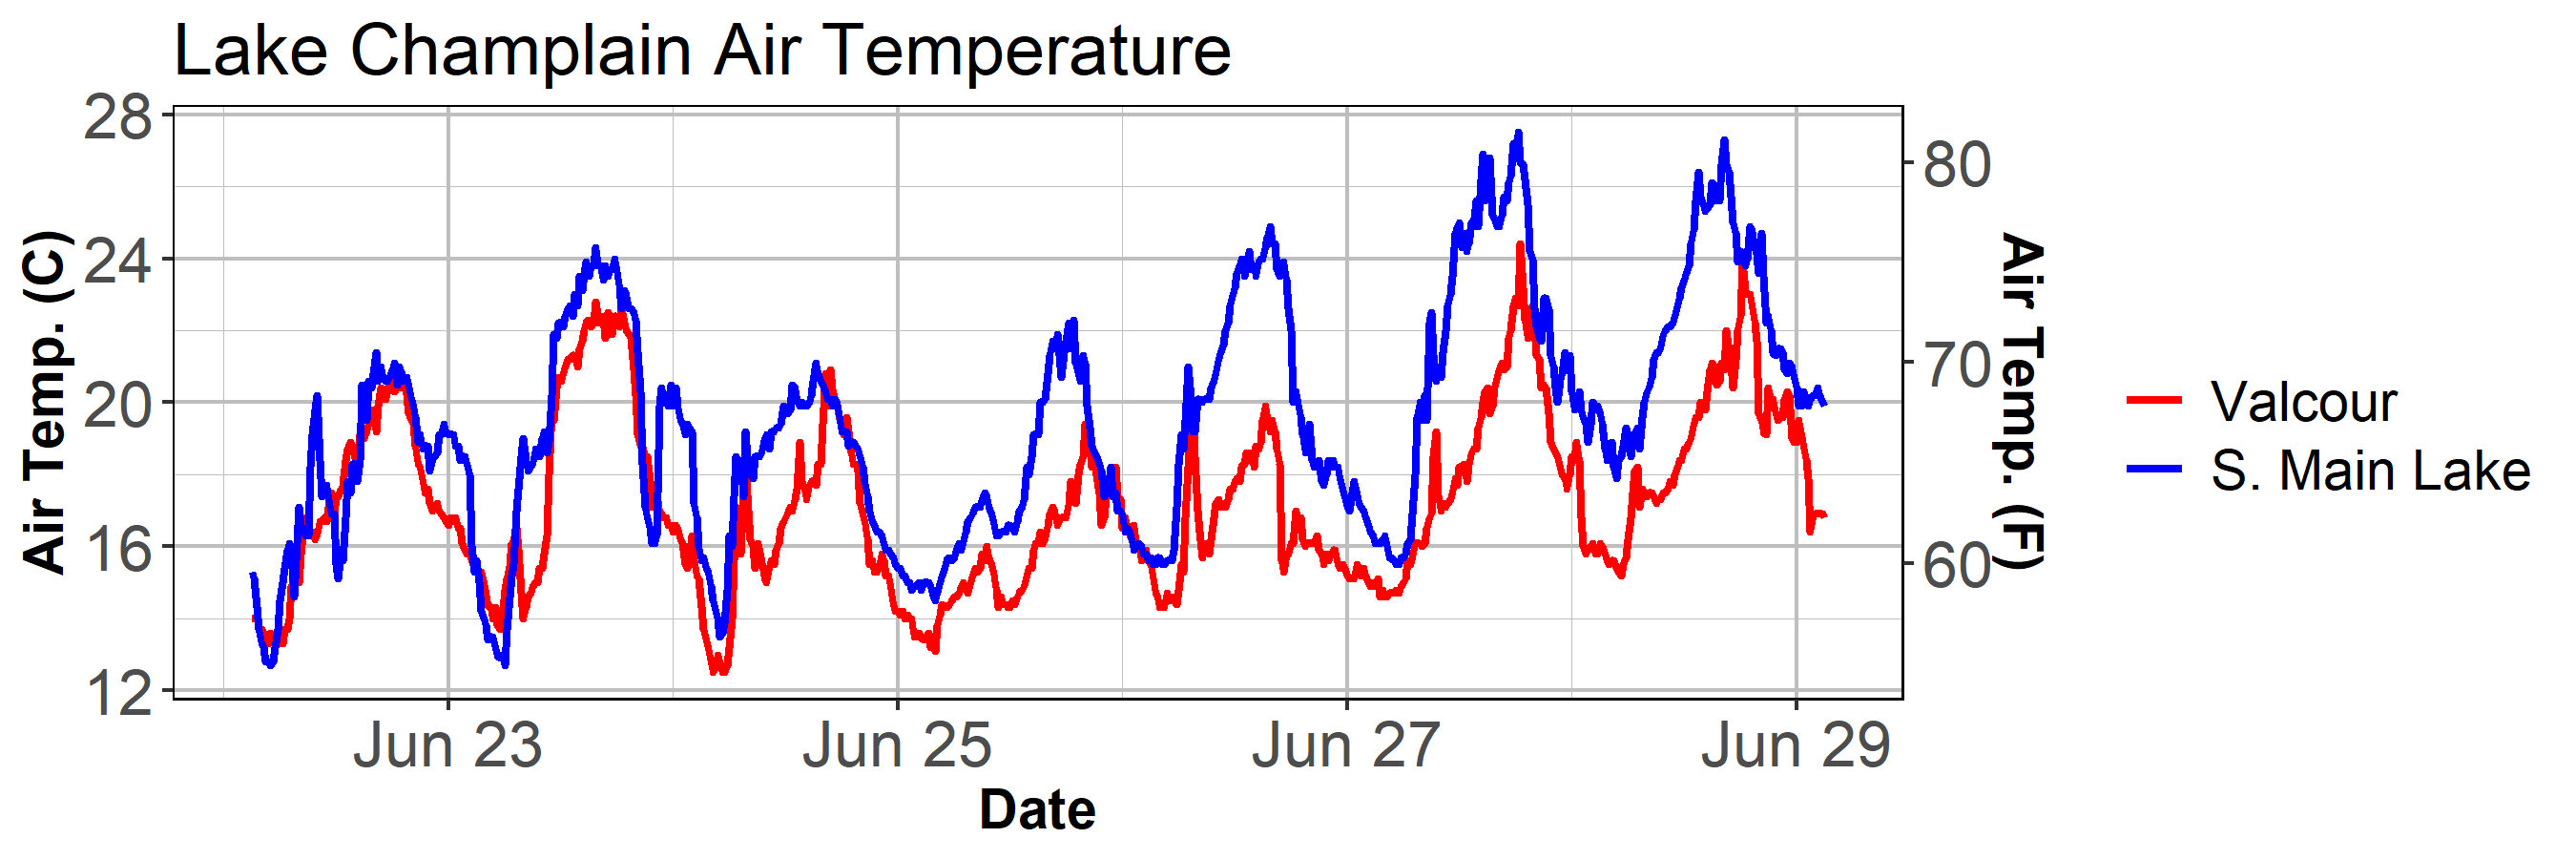 Lake Champlain Air Temperature
Air Temp. (C)
28
24
20
16
12
80
70
60
Air Temp. (F)
Jun 23
Jun 25
Jun 27
Jun 29
Date
Valcour
S. Main Lake